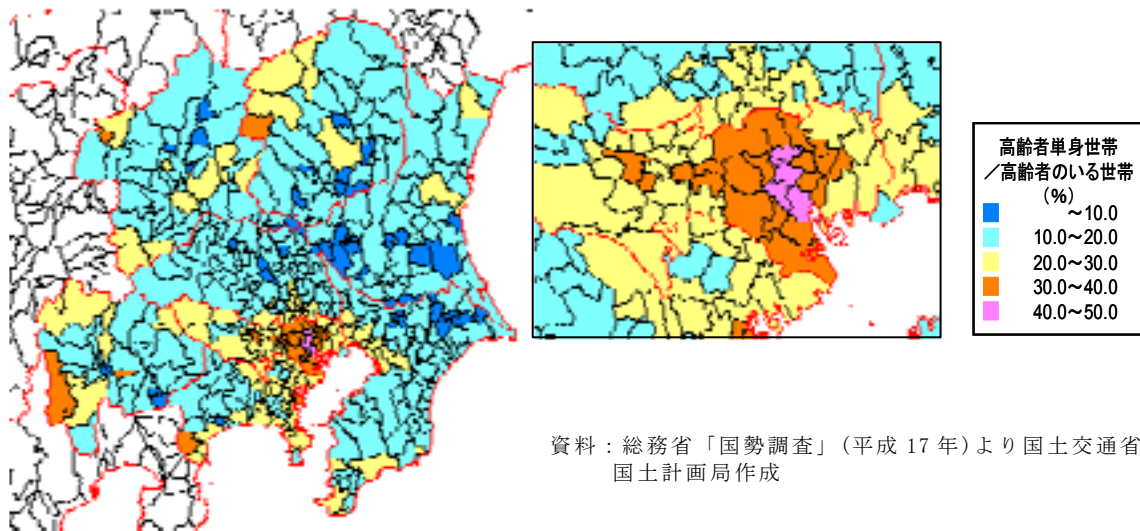 高齢者単身世帯
／高齢者のいる世帯
(%)
～10.0
10.0～20.0
20.0～30.0
30.0～40.0
40.0～50.0
資料：総務省「国勢調査」(平成 17 年)より国土交通省
国土計画局作成